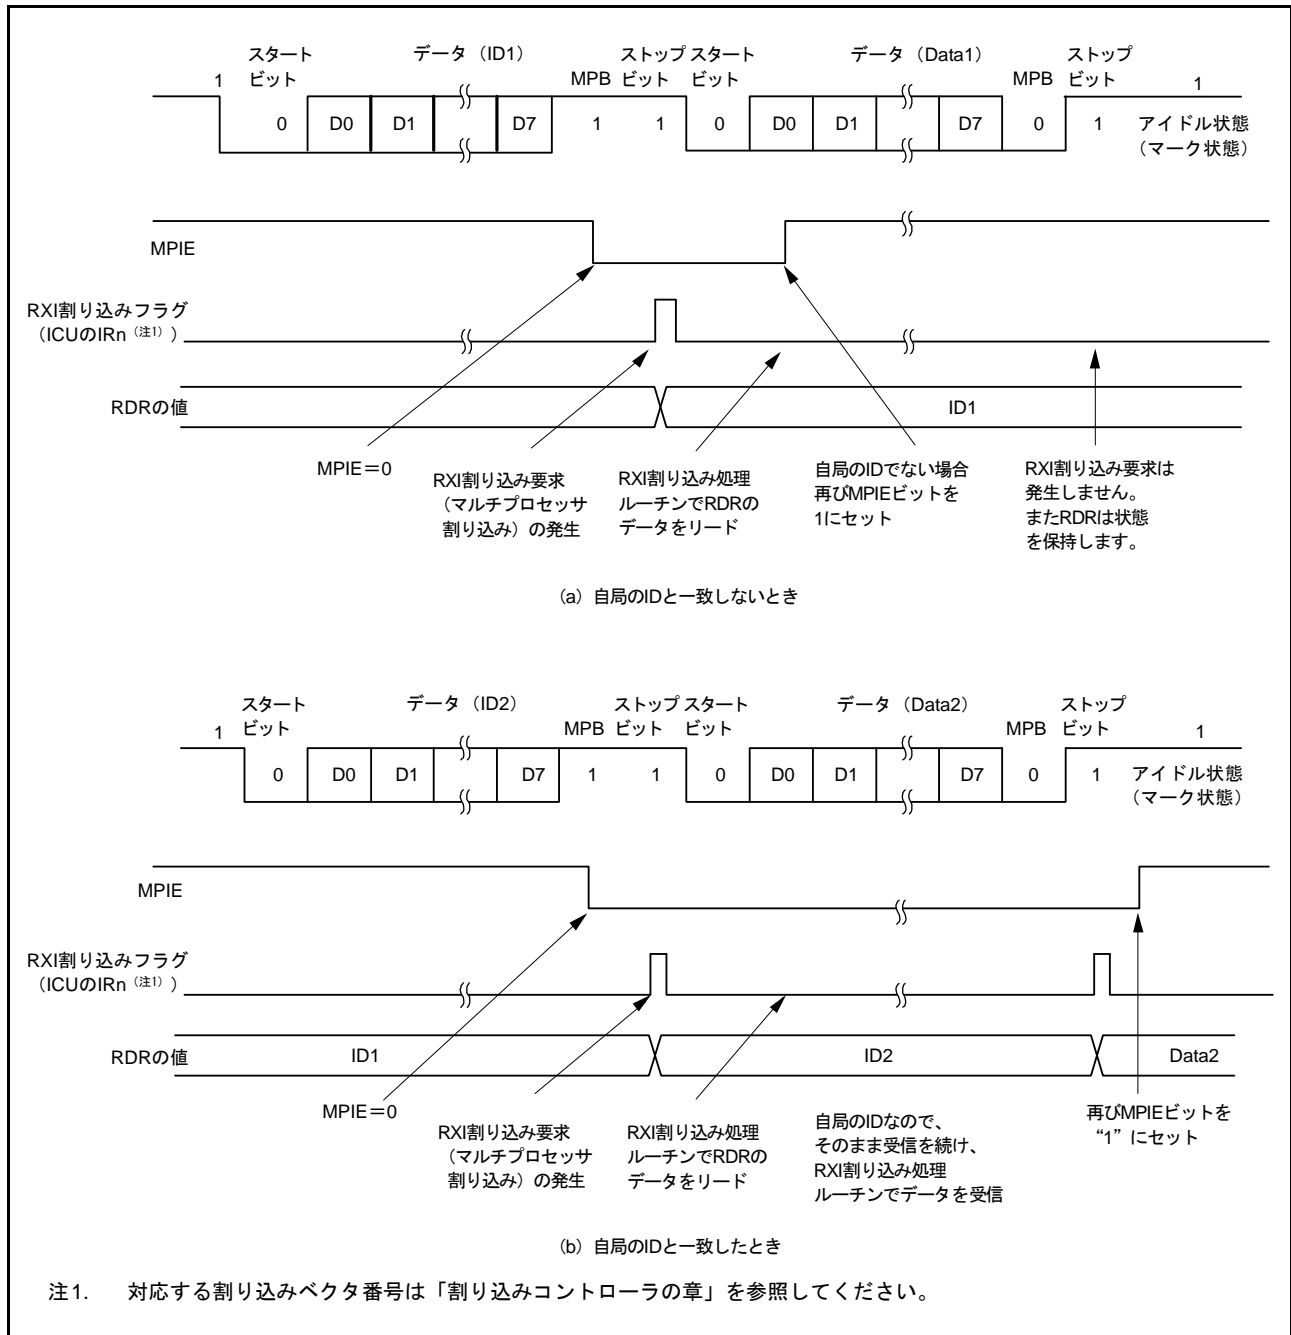 スタート
ビット
データ（ID1）
MPB
ストップ
ビット
スタート
ビット
データ（Data1）
MPB
ストップ
ビット
1
1
0 D0 D1 D7 1 1 0 D0 D1 D7 0 1
アイドル状態
（マーク状態）
MPIE
RXI割り込みフラグ
（ICUのIRn（注1））
RDRの値
ID1
MPIE＝0
RXI割り込み要求
（マルチプロセッサ
割り込み）の発生
RXI割り込み処理
ルーチンでRDRの
データをリード
自局のIDでない場合
再びMPIEビットを
1にセット
RXI割り込み要求は
発生しません。
またRDRは状態
を保持します。
（a）自局のIDと一致しないとき
スタート
ビット
データ（ID2）
MPB
ストップ
ビット
スタート
ビット
データ（Data2）
MPB
ストップ
ビット
1
1
0 D0 D1 D7 1 1 0 D0 D1 D7 0 1
アイドル状態
（マーク状態）
MPIE
RXI割り込みフラグ
（ICUのIRn（注1））
RDRの値
ID1
ID2
Data2
MPIE＝0
RXI割り込み要求
（マルチプロセッサ
割り込み）の発生
RXI割り込み処理
ルーチンでRDRの
データをリード
自局のIDなので、
そのまま受信を続け、
RXI割り込み処理
ルーチンでデータを受信
再びMPIEビットを
“1”にセット
（b）自局のIDと一致したとき
注1. 対応する割り込みベクタ番号は「割り込みコントローラの章」を参照してください。